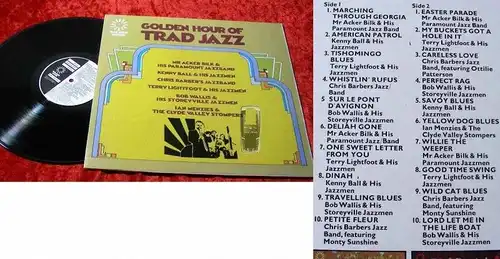 GOLDEN HOUR OF
TRAD JAZZ
MR ACKER BILK &
HIS PARAMOUNT JAZZBAND
KENNY BALL & HIS JAZZMEN
CHRIS BARBER'S JAZZBAND
TERRY LIGHTFOOT & HIS JAZZMEN
BOB WALLIS &
HIS STOREYVILLE JAZZMEN
IAN MENZIES &
THE CLYDE VALLEY STOMPERS
Side 1
1. MARCHING
THROUGH GEORGIA
Mr Acker Bilk & His
Paramount Jazz Band
2. AMERICAN PATROL
Kenny Ball & His
Jazzmen
3. TISHOMINGO
BLUES
Terry Lightfoot & His
Jazzmen
4. WHISTLIN' RUFUS
Chris Barbers Jazz
Band
5. SUR LE PONT
D'AVIGNON
Bob Wallis & His
Storeyville Jazzmen
6. DELIAH GONE
Mr Acker Bilk & His
Paramount Jazz Band
7. ONE SWEET LETTER
FROM YOU
Terry Lightfoot & His
Jazzmen
8. DINAH
Kenny Ball & His
Jazzmen
9. TRAVELLING BLUES
Bob Wallis & His
Storeyville Jazzmen
10. PETITE FLEUR
Chris Barbers Jazz
Band, featuring
Monty Sunshine
Side 2
1. EASTER PARADE
Mr Acker Bilk & His
Paramount Jazz Band
2. MY BUCKETS GOT A
HOLE IN IT
Terry Lightfoot & His
Jazzmen
3. CARELESS LOVE
Chris Barbers Jazz
Band, featuring Ottilie
Patterson
4. PERFECT RAG
Bob Wallis & His
Storeyville Jazzmen
5. SAVOY BLUES
Kenny Ball & His
Jazzmen
6. YELLOW DOG BLUES
Ian Menzies & The
Clyde Valley Stompers
7. WILLIE THE
WEEPER
Mr Acker Bilk & His
Paramount Jazz Band
8. GOOD TIME SWING
Terry Lightfoot & His
Jazzmen
9. WILD CAT BLUES
Chris Barbers Jazz
Band, featuring
Monty Sunshine
10. LORD LET ME IN
THE LIFE BOAT
Bob Wallis & His
Storeyville Jazzmen